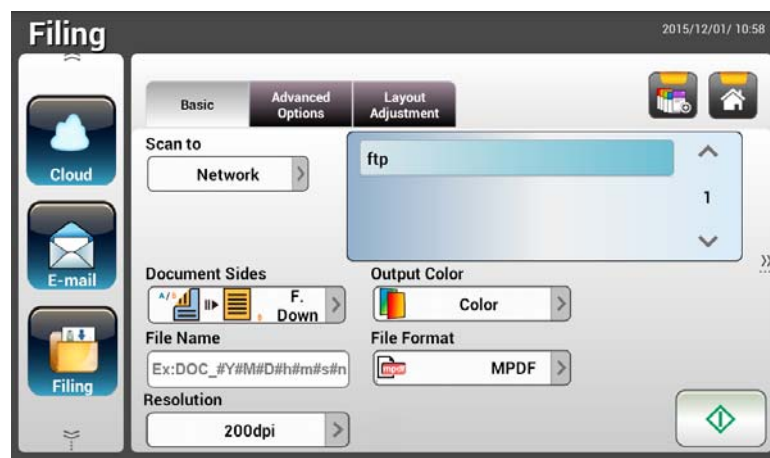 Filing
2015/12/01/ 10:58
Cloud
E-mail
Filing
Basic
Advanced
Options
Layout
Adjustment
Scan to
Network
ftp
1
Document Sides
A/B
F.
Down
Output Color
Color
File Name
Ex:DOC_#Y#M#D#h#m#s#n
File Format
mpdf
MPDF
Resolution
200dpi